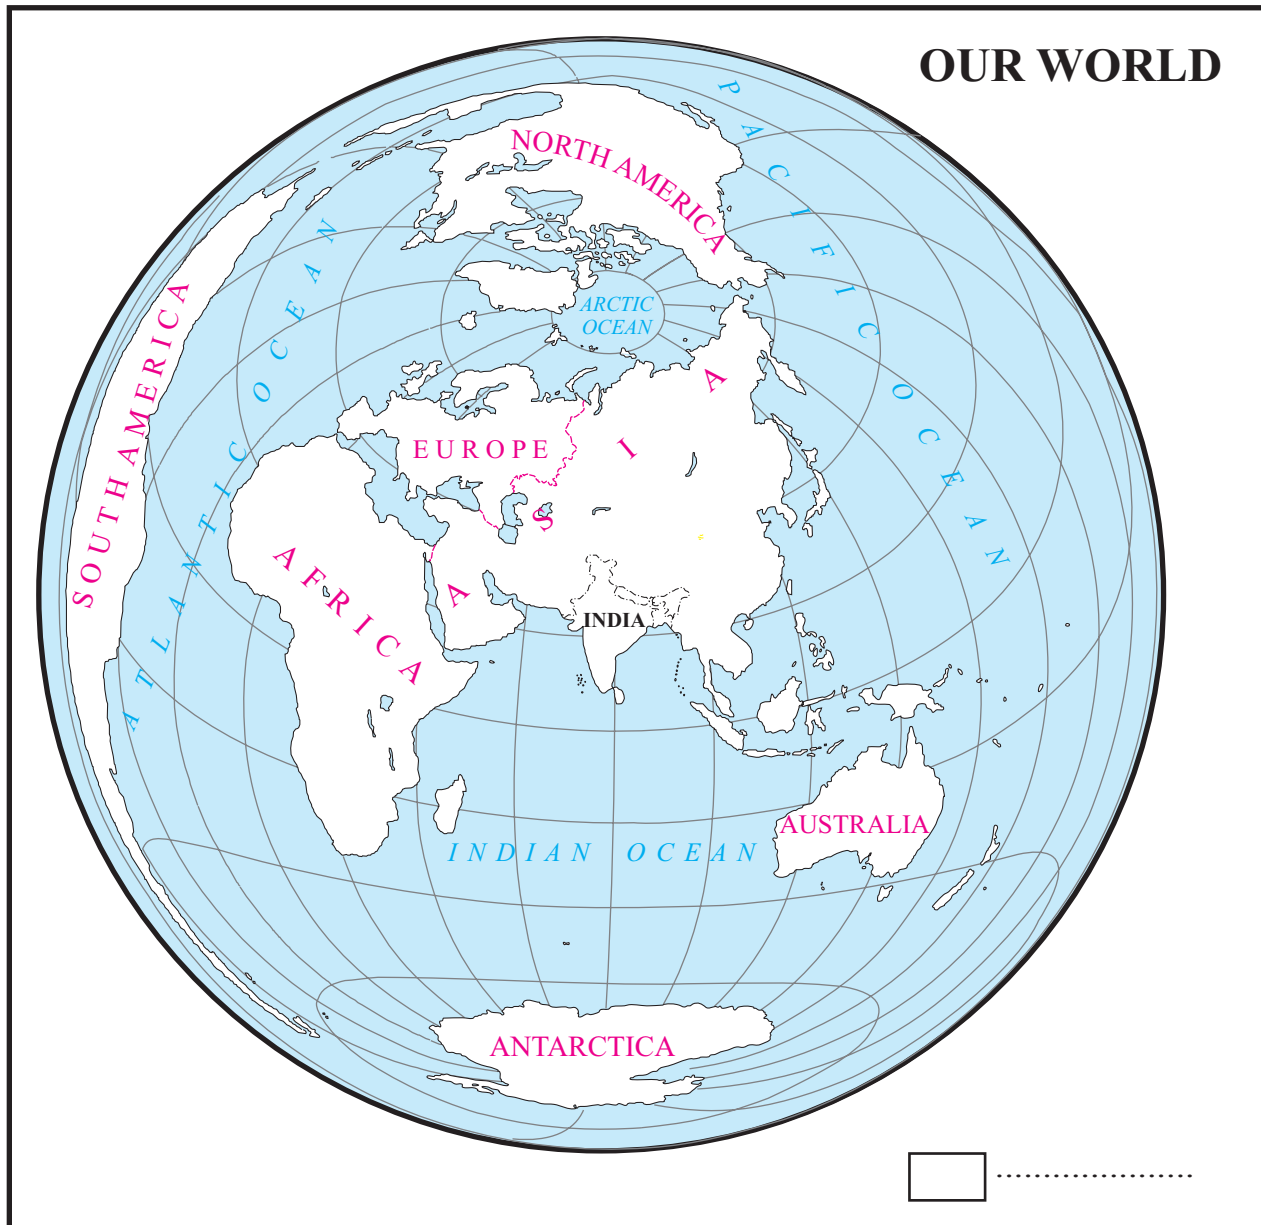 OUR WORLD
PACIFIC OCEAN
NORTH AMERICA
ATLANTIC OCEAN
ARCTIC
OCEAN
SOUTH AMERICA
EUROPE
ASIA
AFRICA
INDIA
AUSTRALIA
INDIAN OCEAN
ANTARCTICA